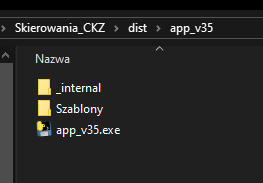 Skierowania_CKZ > dist > app_v35
Nazwa
_internal
Szablony
app_v35.exe